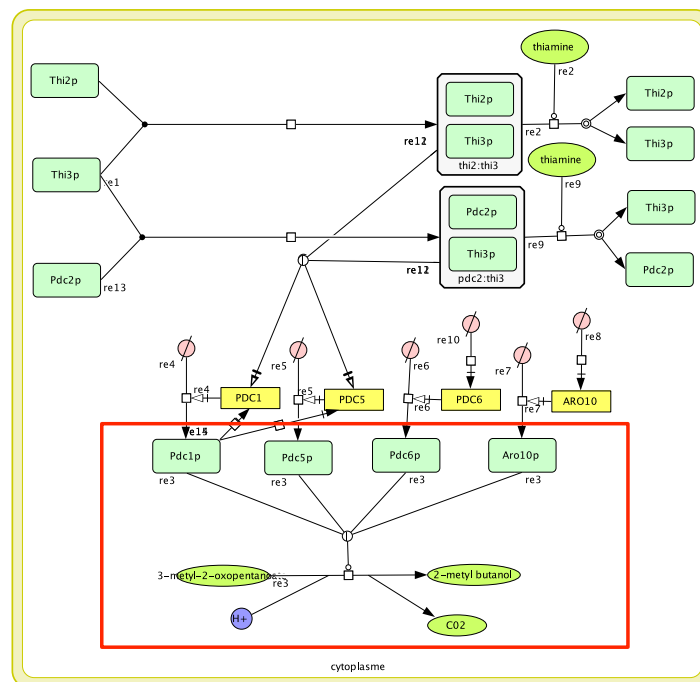 thiamine
Thi2p
re2
Thi2p
Thi2p
re12
Thi3p
re2
Thi3p
thi2:thi3
thiamine
Thi3p
re1
re9
Pdc2p
Thi3p
Thi3p
re9
Pdc2p
re12
Pdc2p
re13
pdc2:thi3
re10
re8
re4
re5
re6
re7
re4
PDC1
re5
PDC5
re6
PDC6
re7
ARO10
Pdc1p
Pdc5p
Pdc6p
Aro10p
re3
re3
re3
re3
3-metyl-2-oxopentanoa
re3
2-metyl butanol
H+
C02
cytoplasme